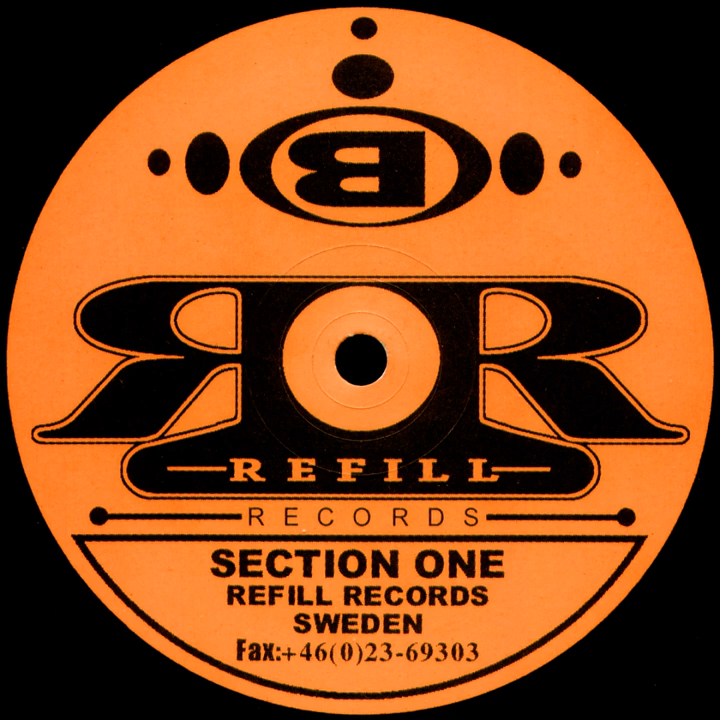 B
RR
REFILL
RECORDS
SECTION ONE
REFILL RECORDS
SWEDEN
Fax:+46(0)23-69303